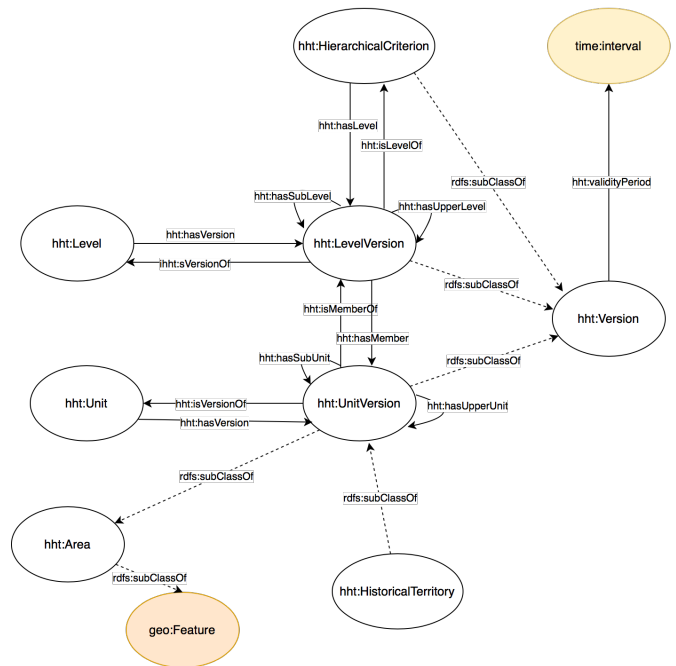 hht:HierarchicalCriterion
time:interval
hht:hasLevel
hht:isLevelOf
rdfs:subClassOf
hht:validityPeriod
hht:hasSubLevel
hht:hasUpperLevel
hht:hasVersion
hht:Level
hht:LevelVersion
ihht:sVersionOf
rdfs:subClassOf
hht:isMemberOf
hht:Version
hht:hasMember
hht:hasSubUnit
rdfs:subClassOf
hht:Unit
hht:isVersionOf
hht:UnitVersion
hht:hasUpperUnit
hht:hasVersion
rdfs:subClassOf
rdfs:subClassOf
hht:Area
rdfs:subClassOf
hht:HistoricalTerritory
geo:Feature